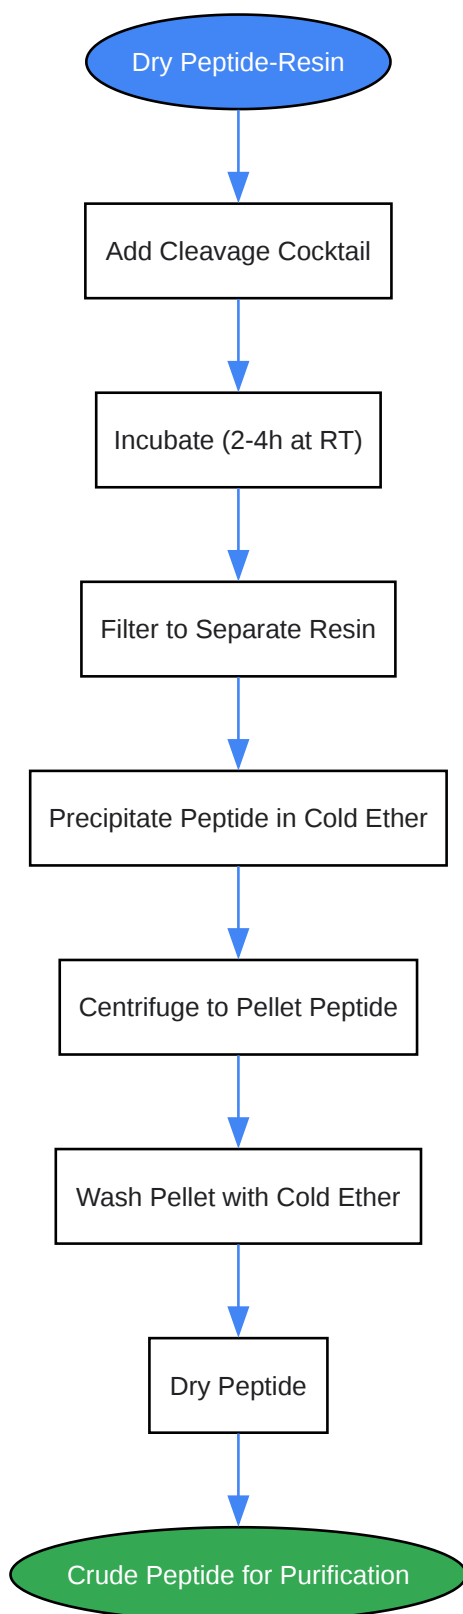 Dry Peptide-Resin
Add Cleavage Cocktail
Incubate (2-4h at RT)
Filter to Separate Resin
Precipitate Peptide in Cold Ether
Centrifuge to Pellet Peptide
Wash Pellet with Cold Ether
Dry Peptide
Crude Peptide for Purification